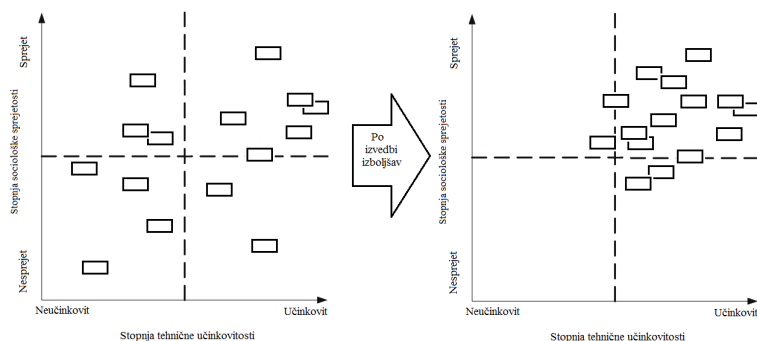 Sprejet
Stopnja sociološke sprejetosti
Nesprejet
Neučinkovit
Učinkovit
Stopnja tehnične učinkovitosti
Po
izvedbi
izboljšav
Sprejet
Stopnja sociološke sprejetosti
Nesprejet
Neučinkovit
Učinkovit
Stopnja tehnične učinkovitosti